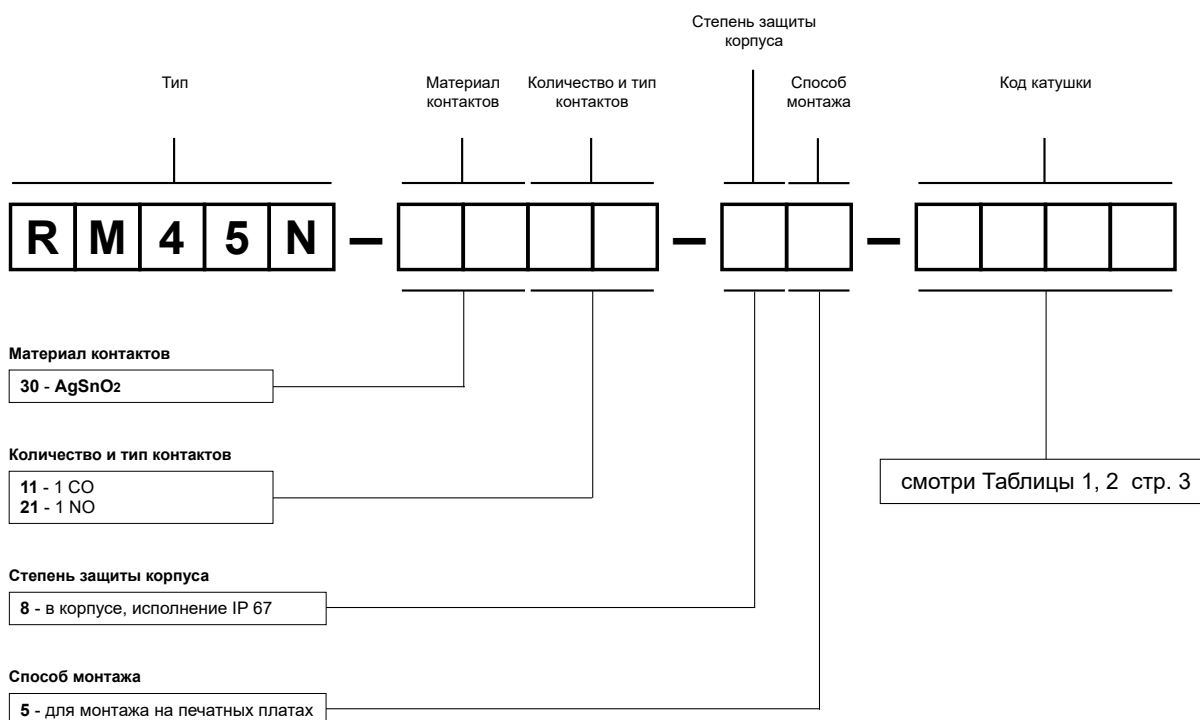 Степень защиты
корпуса
Тип
Материал
контактов
Количество и тип
контактов
Способ
монтажа
Код катушки
RM45N – –  –
Материал контактов
30 - AgSnO2
Количество и тип контактов
11 - 1 CO
21 - 1 NO
смотри Таблицы 1, 2 стр. 3
Степень защиты корпуса
8 - в корпусе, исполнение IP 67
Способ монтажа
5 - для монтажа на печатных платах